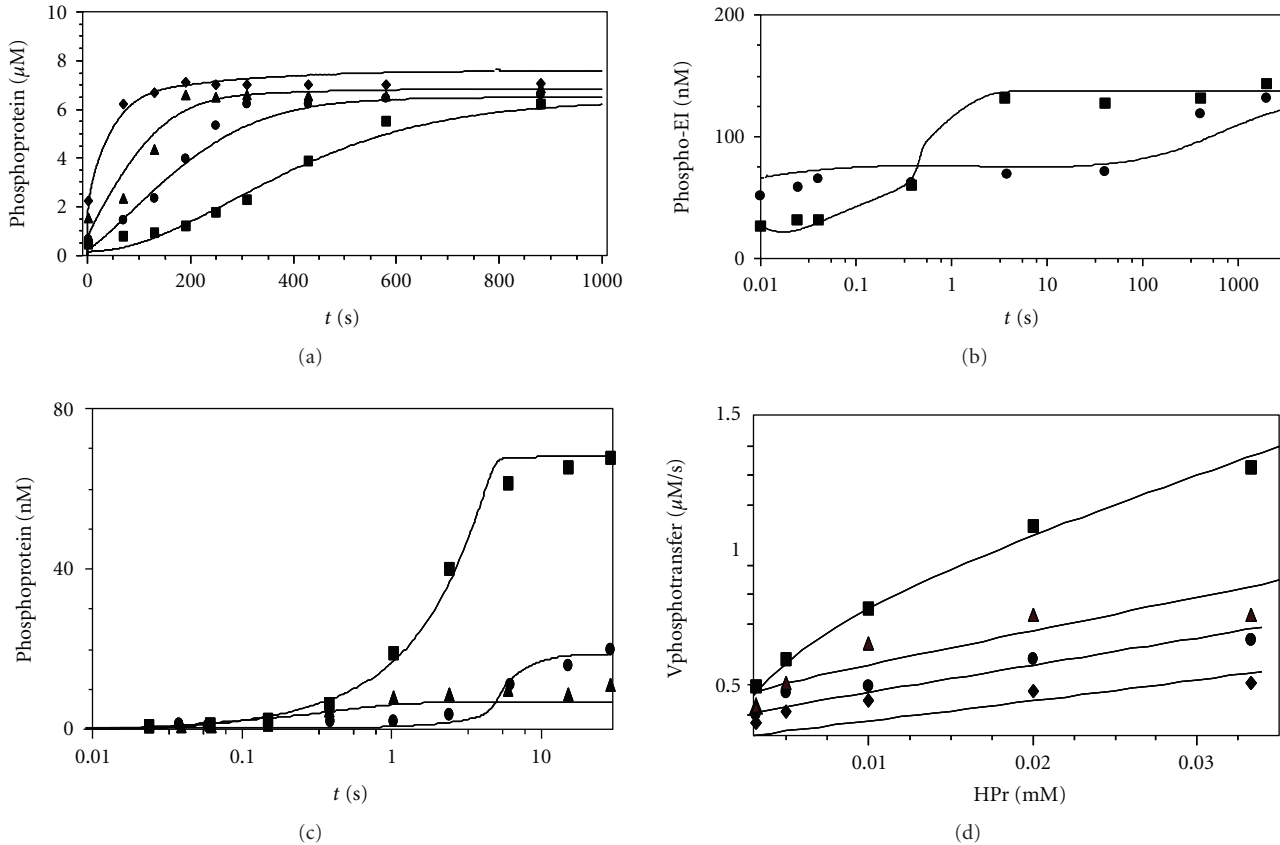 10
8
6
4
2
0
Phosphoprotein (µM)
0 200 400 600 800 1000
t (s)
(a)
200
100
0
Phospho-EI (nM)
0.01 0.1 1 10 100 1000
t (s)
(b)
80
40
0
Phosphoprotein (nM)
0.01 0.1 1 10
t (s)
(c)
1.5
1
0.5
Vphosphotransfer (µM/s)
0.01 0.02 0.03
HPr (mM)
(d)